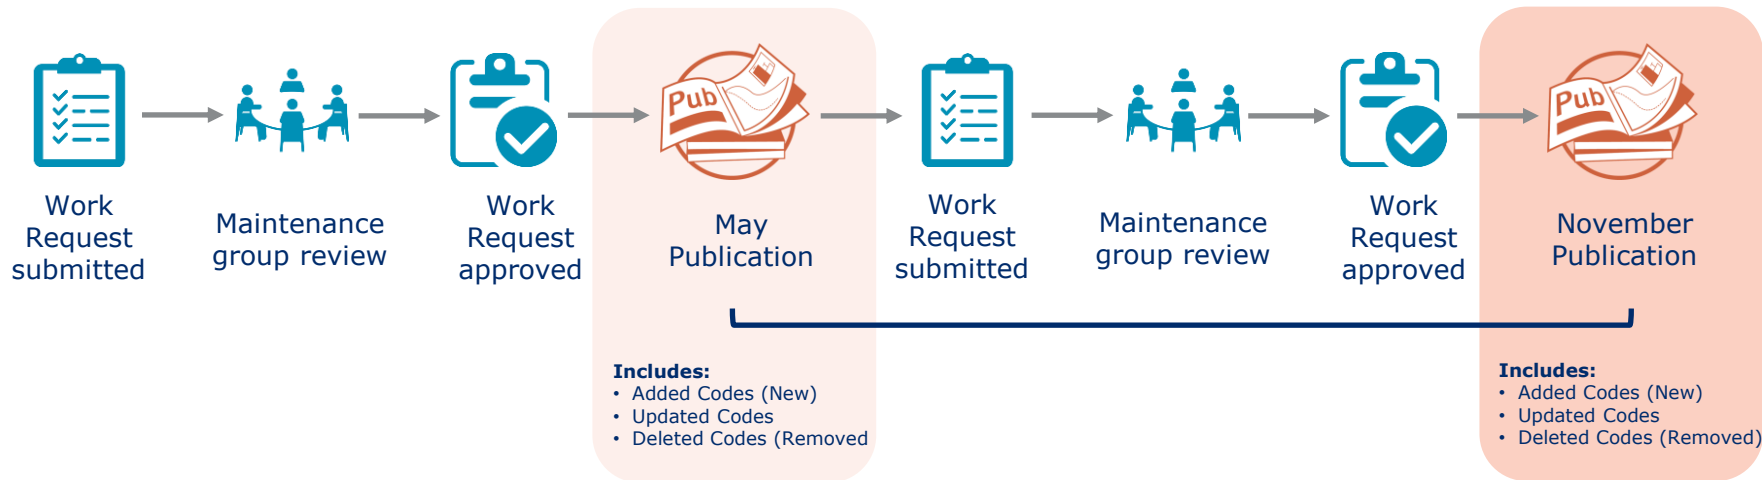 Pub
Pub
Work
Request
submitted
Maintenance
group review
Work
Request
approved
May
Publication
Work
Request
submitted
Maintenance
group review
Work
Request
approved
November
Publication
Includes:
• Added Codes (New)
• Updated Codes
• Deleted Codes (Removed
Includes:
• Added Codes (New)
• Updated Codes
• Deleted Codes (Removed)